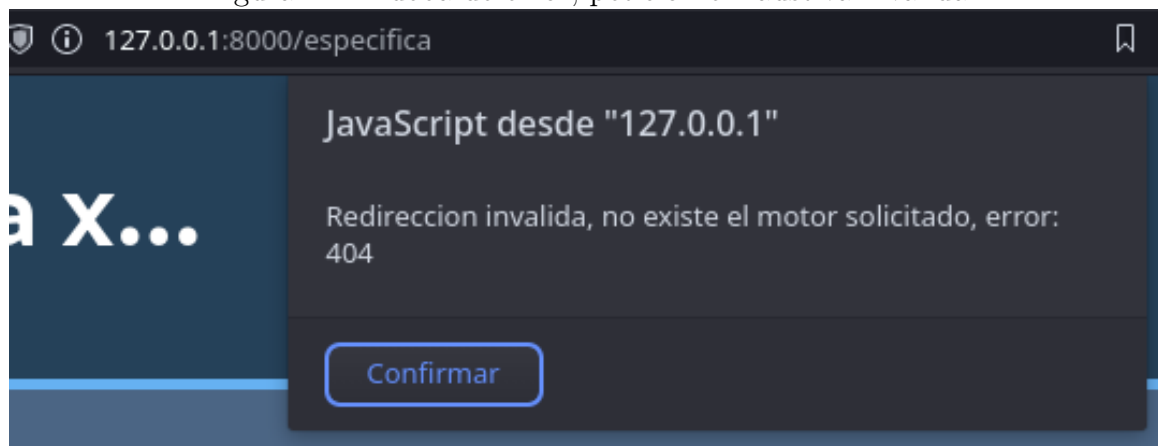 127.0.0.1:8000/especifica
JavaScript desde "127.0.0.1"
a x...
Redireccion invalida, no existe el motor solicitado, error:
404
Confirmar